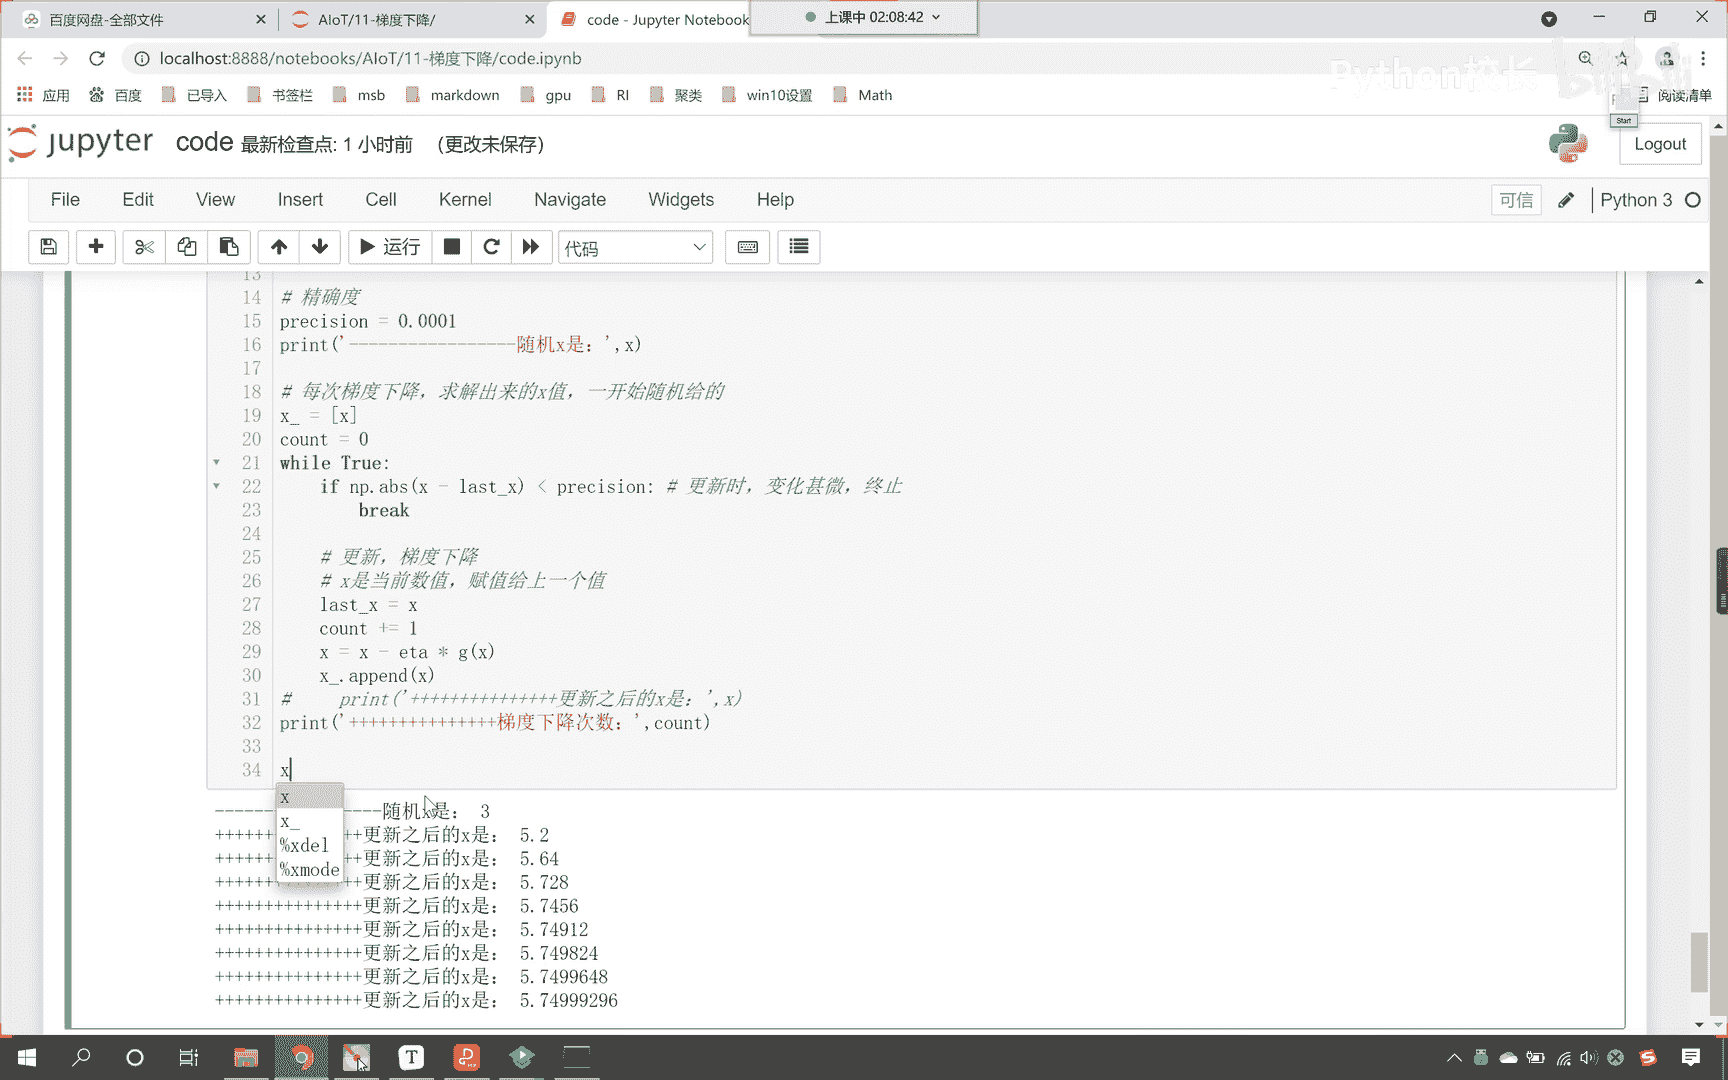 百度网盘-全部文件
AIoT/11-梯度下降/
code - Jupyter Notebook
上课中 02:08:42
localhost:8888/notebooks/AIoT/11-梯度下降/code.ipynb
Python校长
应用 百度 已导入 书签栏 msb markdown gpu RI 聚类 win10设置 Math 阅读清单
Start
jupyter code 最新检查点: 1 小时前 (更改未保存)
Logout
File Edit View Insert Cell Kernel Navigate Widgets Help
可信 Python 3
运行 代码
13
14 # 精确度
15 precision = 0.0001
16 print('-----------------随机x是：',x)
17
18 # 每次梯度下降，求解出来的x值，一开始随机给的
19 x_ = [x]
20 count = 0
21 while True:
22 if np.abs(x - last_x) < precision: # 更新时，变化甚微，终止
23 break
24
25 # 更新，梯度下降
26 # x是当前数值，赋值给上一个值
27 last_x = x
28 count += 1
29 x = x - eta * g(x)
30 x_.append(x)
31 # print('+++++++++++++++更新之后的x是：',x)
32 print('+++++++++++++++梯度下降次数：',count)
33
34 x
x
x_
%xdel
%xmode
-----------------随机x是： 3
+++++++++++++++更新之后的x是： 5.2
+++++++++++++++更新之后的x是： 5.64
+++++++++++++++更新之后的x是： 5.728
+++++++++++++++更新之后的x是： 5.7456
+++++++++++++++更新之后的x是： 5.74912
+++++++++++++++更新之后的x是： 5.749824
+++++++++++++++更新之后的x是： 5.7499648
+++++++++++++++更新之后的x是： 5.74999296